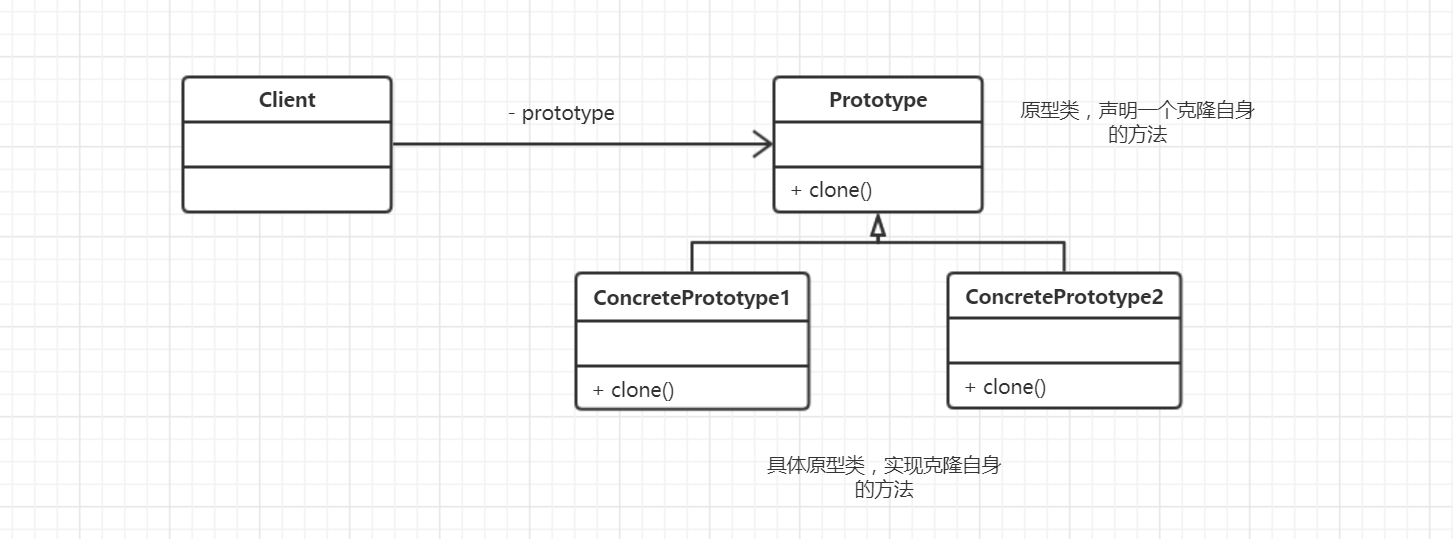 Client
- prototype
Prototype
+ clone()
原型类，声明一个克隆自身
的方法
ConcretePrototype1
+ clone()
ConcretePrototype2
+ clone()
具体原型类，实现克隆自身
的方法